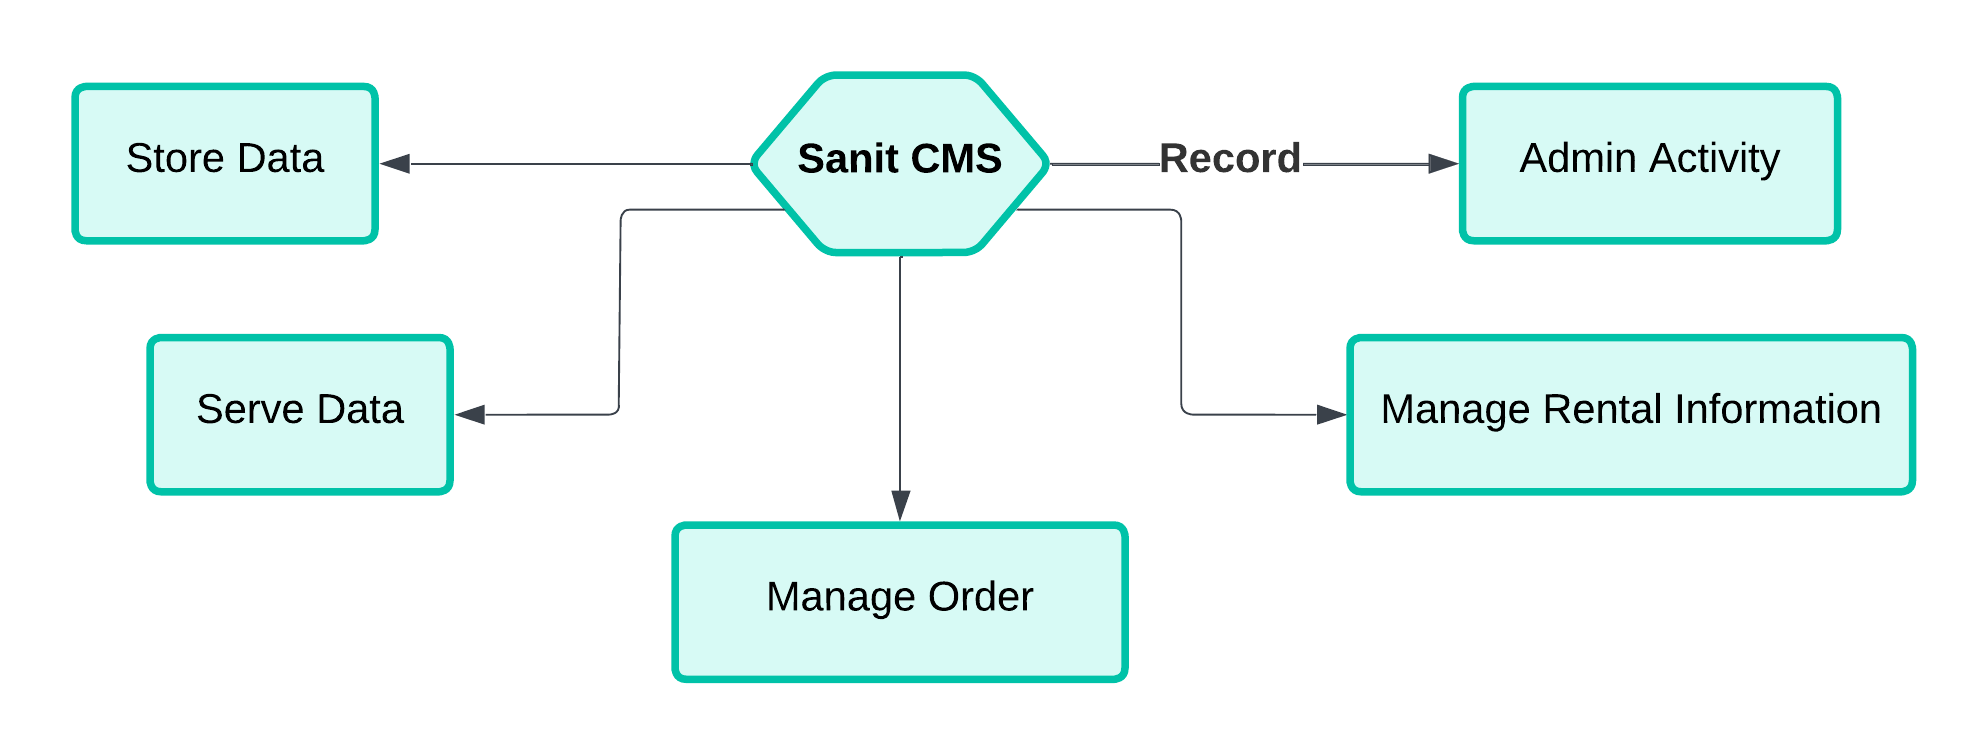 Store Data
Sanit CMS
Record
Admin Activity
Serve Data
Manage Rental Information
Manage Order